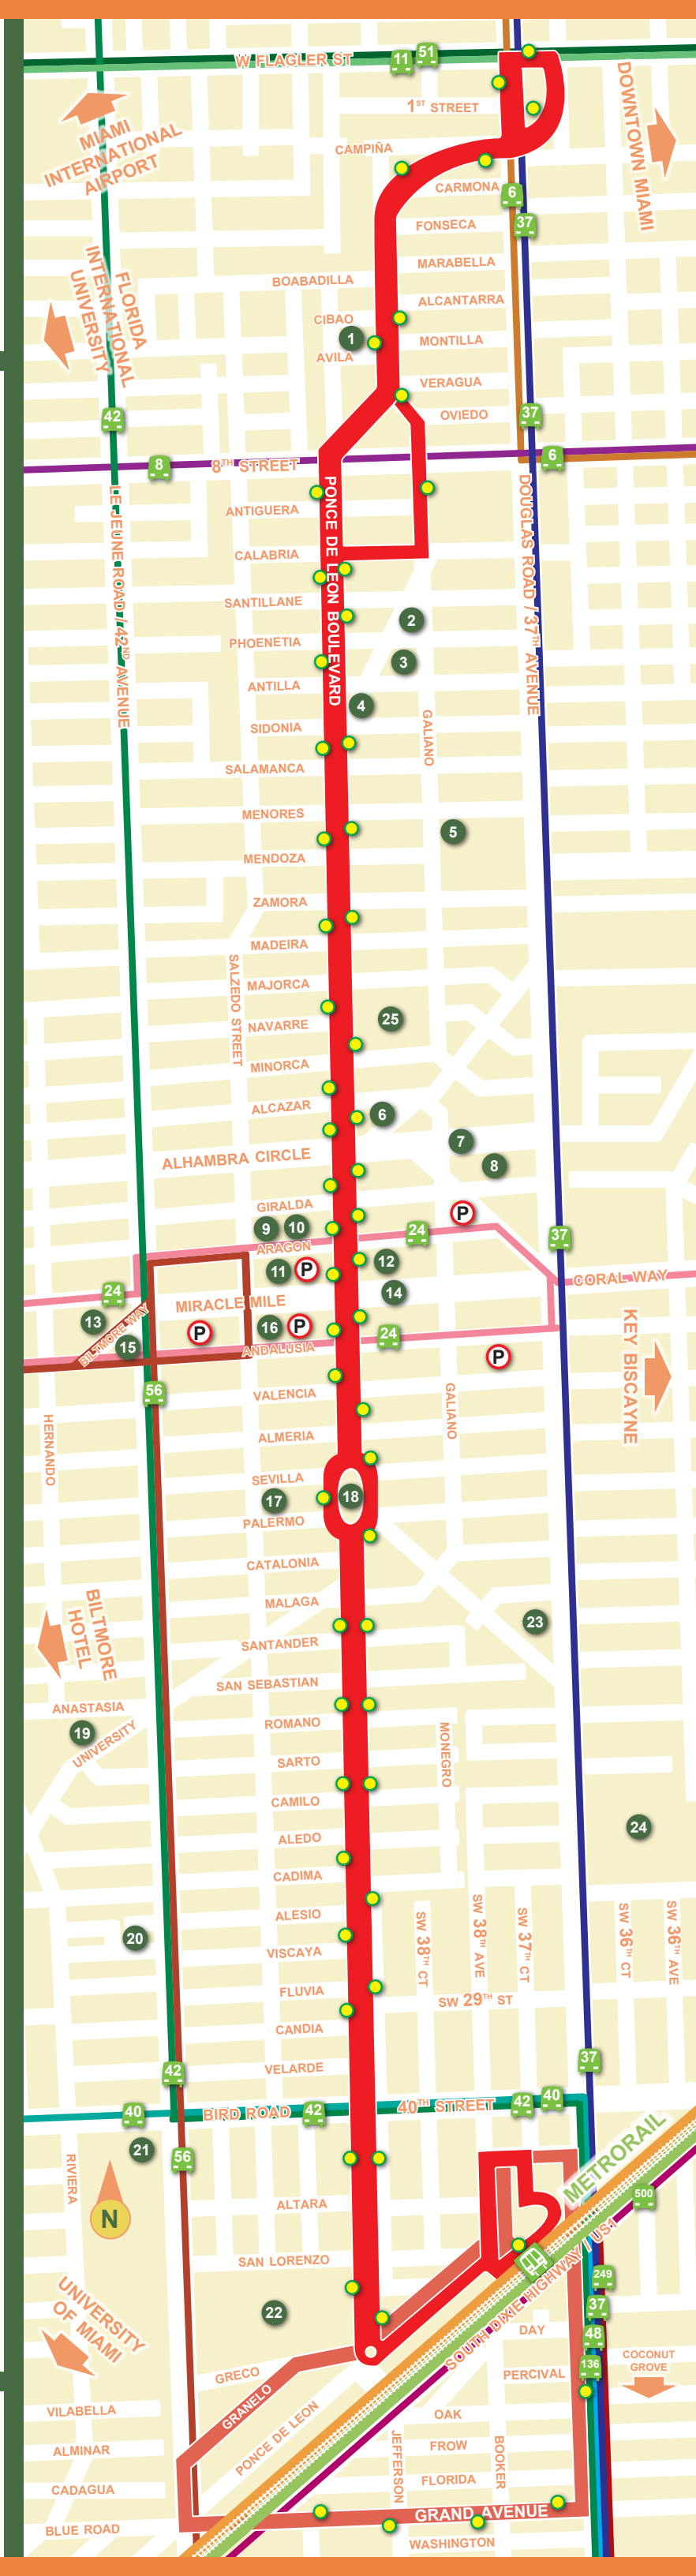 W FLAGLER ST
11
51
1ST STREET
DOWNTOWN MIAMI
MIAMI
INTERNATIONAL
AIRPORT
CAMPIÑA
CARMONA
6
37
FONSECA
MARABELLA
FLORIDA
INTERNATIONAL
UNIVERSITY
BOABADILLA
ALCANTARRA
CIBAO
1
MONTILLA
AVILA
VERAGUA
OVIEDO
42
37
8
8TH STREET
6
LE JEUNE ROAD / 42ND AVENUE
PONCE DE LEON BOULEVARD
DOUGLAS ROAD / 37TH AVENUE
ANTIGUERA
CALABRIA
SANTILLANE
2
PHOENETIA
3
ANTILLA
4
SIDONIA
GALIANO
SALAMANCA
MENORES
5
MENDOZA
ZAMORA
MADEIRA
SALZEDO STREET
MAJORCA
25
NAVARRE
MINORCA
ALCAZAR
6
7
ALHAMBRA CIRCLE
8
GIRALDA
P
9
10
24
37
ARAGON
11
P
12
CORAL WAY
24
14
MIRACLE MILE
13
BILTMORE WAY
15
P
16
P
24
ANDALUSIA
P
KEY BISCAYNE
56
VALENCIA
GALIANO
HERNANDO
ALMERIA
SEVILLA
17
18
PALERMO
CATALONIA
BILTMORE
HOTEL
MALAGA
23
SANTANDER
SAN SEBASTIAN
ANASTASIA
19
UNIVERSITY
ROMANO
MONEGRO
SARTO
CAMILO
24
ALEDO
CADIMA
ALESIO
SW 38TH CT
SW 38TH AVE
SW 37TH CT
SW 36TH CT
SW 36TH AVE
20
VISCAYA
FLUVIA
SW 29TH ST
CANDIA
37
42
VELARDE
40
BIRD ROAD
42
40TH STREET
42
40
21
56
RIVIERA
METRORAIL
N
ALTARA
500
SAN LORENZO
SOUTH DIXIE HIGHWAY / US1
249
22
37
UNIVERSITY
OF MIAMI
DAY
48
136
COCONUT
GROVE
GRECO
PERCIVAL
GRANELO
VILABELLA
PONCE DE LEON
OAK
JEFFERSON
FROW
BOOKER
ALMINAR
FLORIDA
CADAGUA
GRAND AVENUE
BLUE ROAD
WASHINGTON